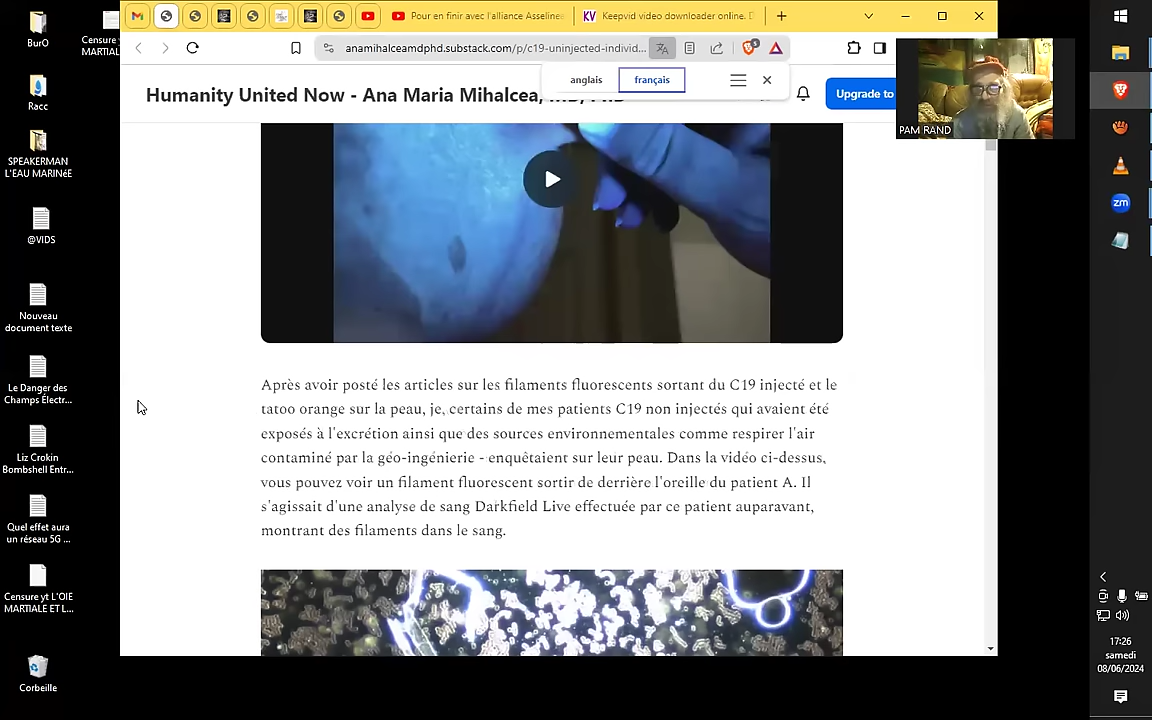 BurO
Censure
MARTIALE
Racc
SPEAKERMAN
L'EAU MARINéE
@VIDS
Nouveau
document texte
Le Danger des
Champs Électr...
Liz Crokin
Bombshell Entr...
Quel effet aura
un réseau 5G ...
Censure yt L'OIE
MARTIALE ET L...
Corbeille
Pour en finir avec l'alliance Asseline
KV Keepvid video downloader online. D
anamihalceamdphd.substack.com/p/c19-uninjected-individ...
anglais
français
Humanity United Now - Ana Maria Mihalcea, MD, PhD
Upgrade to
PAM RAND
Après avoir posté les articles sur les filaments fluorescents sortant du C19 injecté et le
tatoo orange sur la peau, je, certains de mes patients C19 non injectés qui avaient été
exposés à l'excrétion ainsi que des sources environnementales comme respirer l'air
contaminé par la géo-ingénierie - enquêtaient sur leur peau. Dans la vidéo ci-dessus,
vous pouvez voir un filament fluorescent sortir de derrière l'oreille du patient A. Il
s'agissait d'une analyse de sang Darkfield Live effectuée par ce patient auparavant,
montrant des filaments dans le sang.
zm
17:26
samedi
08/06/2024